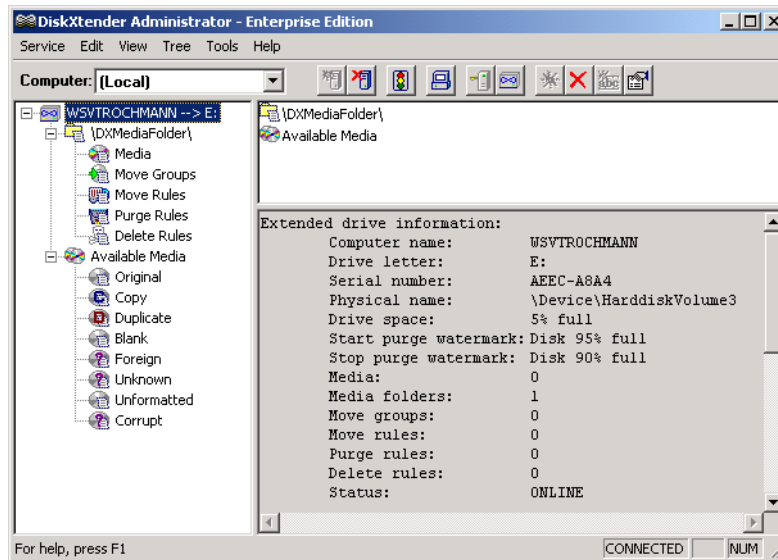 DiskXtender Administrator - Enterprise Edition
Service Edit View Tree Tools Help
Computer: (Local)
WSVTROCHMANN --> E:
\DXMediaFolder\
Media
Move Groups
Move Rules
Purge Rules
Delete Rules
Available Media
Original
Copy
Duplicate
Blank
Foreign
Unknown
Unformatted
Corrupt
\DXMediaFolder\
Available Media
Extended drive information:
Computer name: WSVTROCHMANN
Drive letter: E:
Serial number: AEEC-A8A4
Physical name: \Device\HarddiskVolume3
Drive space: 5% full
Start purge watermark: Disk 95% full
Stop purge watermark: Disk 90% full
Media: 0
Media folders: 1
Move groups: 0
Move rules: 0
Purge rules: 0
Delete rules: 0
Status: ONLINE
For help, press F1
CONNECTED NUM